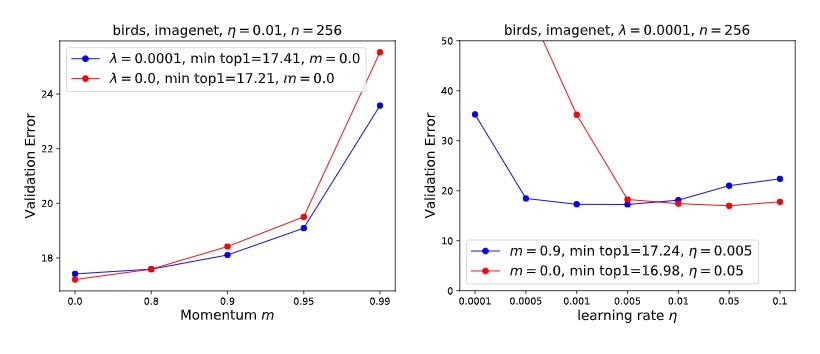 birds, imagenet, η = 0.01, n = 256
λ = 0.0001, min top1=17.41, m = 0.0
λ = 0.0, min top1=17.21, m = 0.0
Validation Error
24
22
20
18
0.0 0.8 0.9 0.95 0.99
Momentum m
birds, imagenet, λ = 0.0001, n = 256
Validation Error
50
40
30
20
10
0
m = 0.9, min top1=17.24, η = 0.005
m = 0.0, min top1=16.98, η = 0.05
0.0001 0.0005 0.001 0.005 0.01 0.05 0.1
learning rate η